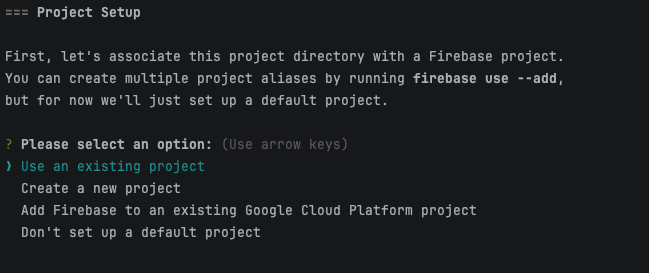 === Project Setup
First, let's associate this project directory with a Firebase project.
You can create multiple project aliases by running firebase use --add,
but for now we'll just set up a default project.
? Please select an option: (Use arrow keys)
❯ Use an existing project
Create a new project
Add Firebase to an existing Google Cloud Platform project
Don't set up a default project